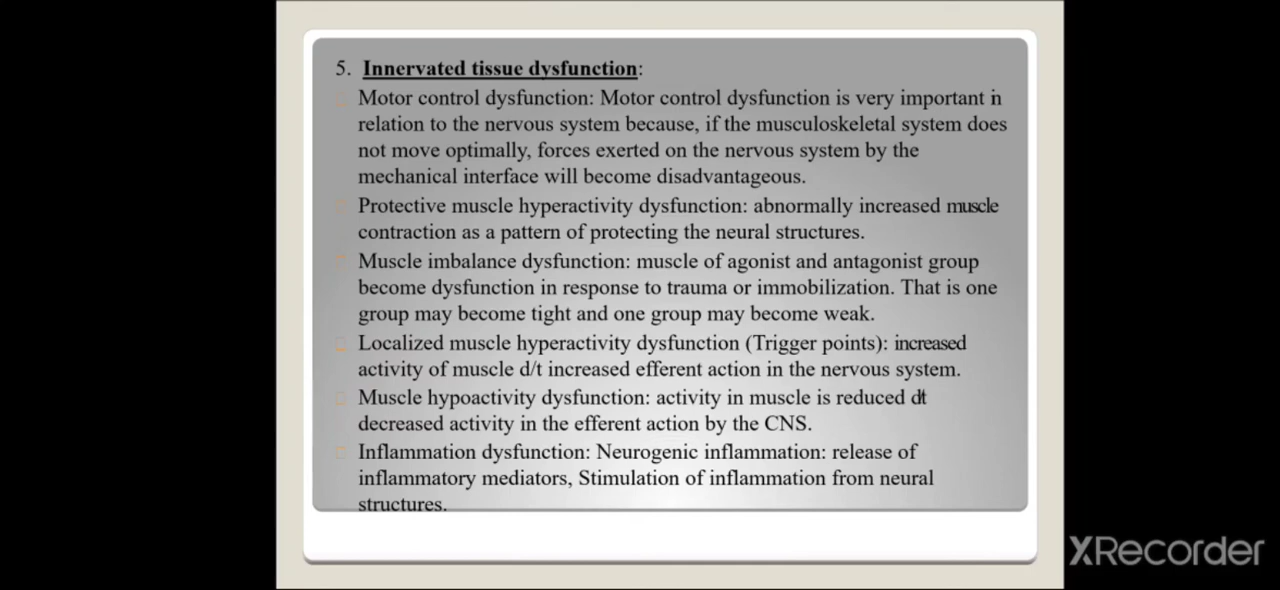 5. Innervated tissue dysfunction:
Motor control dysfunction: Motor control dysfunction is very important in
relation to the nervous system because, if the musculoskeletal system does
not move optimally, forces exerted on the nervous system by the
mechanical interface will become disadvantageous.
Protective muscle hyperactivity dysfunction: abnormally increased muscle
contraction as a pattern of protecting the neural structures.
Muscle imbalance dysfunction: muscle of agonist and antagonist group
become dysfunction in response to trauma or immobilization. That is one
group may become tight and one group may become weak.
Localized muscle hyperactivity dysfunction (Trigger points): increased
activity of muscle d/t increased efferent action in the nervous system.
Muscle hypoactivity dysfunction: activity in muscle is reduced d/t
decreased activity in the efferent action by the CNS.
Inflammation dysfunction: Neurogenic inflammation: release of
inflammatory mediators, Stimulation of inflammation from neural
structures.
XRecorder